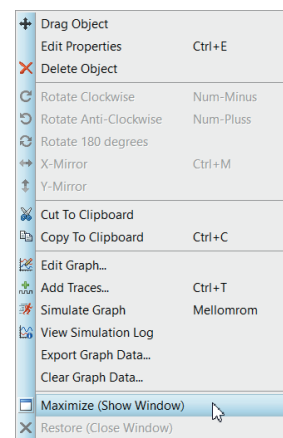 Drag Object
Edit Properties Ctrl+E
Delete Object
Rotate Clockwise Num-Minus
Rotate Anti-Clockwise Num-Pluss
Rotate 180 degrees
X-Mirror Ctrl+M
Y-Mirror
Cut To Clipboard
Copy To Clipboard Ctrl+C
Edit Graph...
Add Traces... Ctrl+T
Simulate Graph Mellomrom
View Simulation Log
Export Graph Data...
Clear Graph Data...
Maximize (Show Window)
Restore (Close Window)